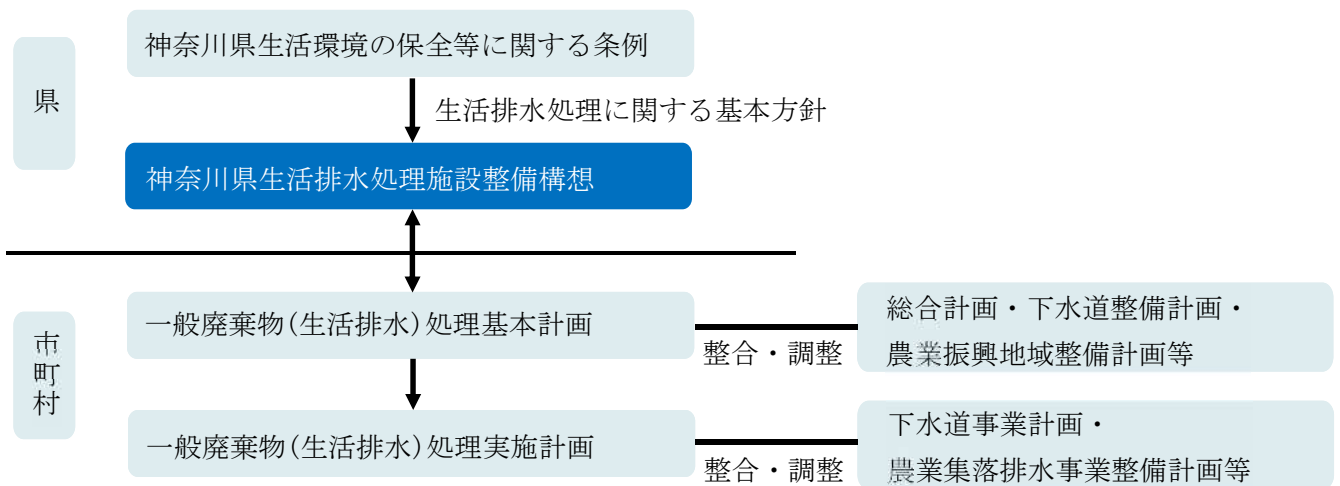 神奈川県生活環境の保全等に関する条例
県
生活排水処理に関する基本方針
神奈川県生活排水処理施設整備構想
市町村
一般廃棄物(生活排水)処理基本計画
整合・調整
総合計画・下水道整備計画・
農業振興地域整備計画等
一般廃棄物(生活排水)処理実施計画
整合・調整
下水道事業計画・
農業集落排水事業整備計画等